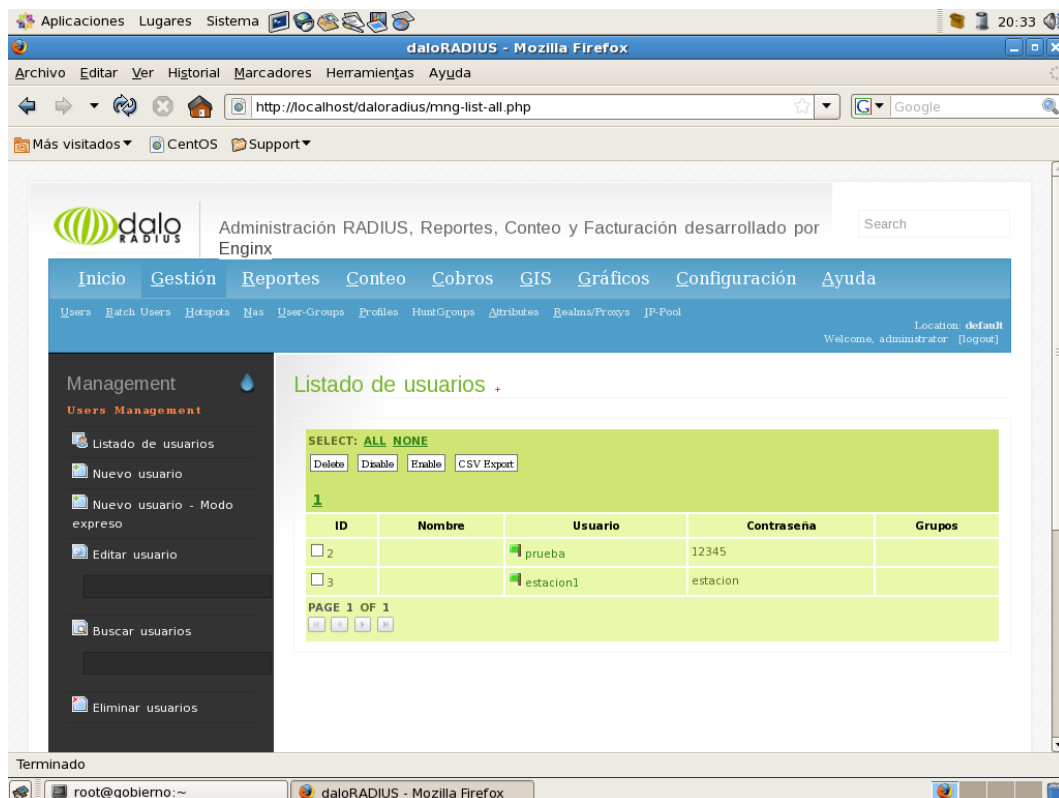 Aplicaciones Lugares Sistema 20:33
daloRADIUS - Mozilla Firefox
Archivo Editar Ver Historial Marcadores Herramientas Ayuda
http://localhost/daloradius/mng-list-all.php
G Google
Más visitados CentOS Support
dalo RADIUS
Administración RADIUS, Reportes, Conteo y Facturación desarrollado por Enginx
Search
Inicio Gestión Reportes Conteo Cobros GIS Gráficos Configuración Ayuda
Users Batch Users Hotspots Nas User-Groups Profiles HuntGroups Attributes Realms/Proxys IP-Pool
Location: default
Welcome, administrator [logout]
Management
Users Management
Listado de usuarios
Nuevo usuario
Nuevo usuario - Modo expreso
Editar usuario
Buscar usuarios
Eliminar usuarios
Listado de usuarios +
SELECT: ALL NONE
Delete Disable Enable CSV Export
1
ID Nombre Usuario Contraseña Grupos
2 prueba 12345
3 estacion1 estacion
PAGE 1 OF 1
Terminado
root@gobierno:~ daloRADIUS - Mozilla Firefox